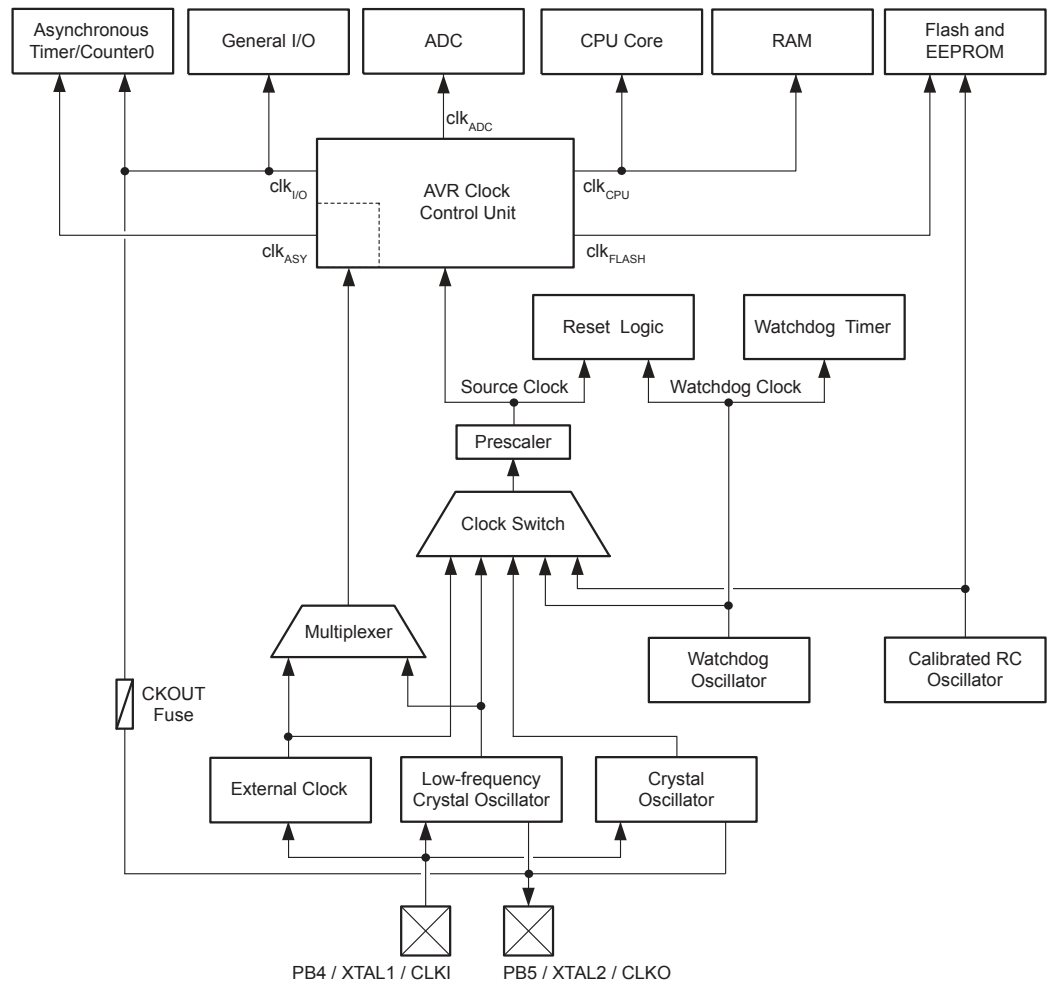 Asynchronous
Timer/Counter0
General I/O
ADC
CPU Core
RAM
Flash and
EEPROM
clkADC
AVR Clock
Control Unit
clkI/O
clkCPU
clkASY
clkFLASH
Reset Logic
Watchdog Timer
Source Clock
Watchdog Clock
Prescaler
Clock Switch
Multiplexer
Watchdog
Oscillator
Calibrated RC
Oscillator
CKOUT
Fuse
External Clock
Low-frequency
Crystal Oscillator
Crystal
Oscillator
PB4 / XTAL1 / CLKI
PB5 / XTAL2 / CLKO